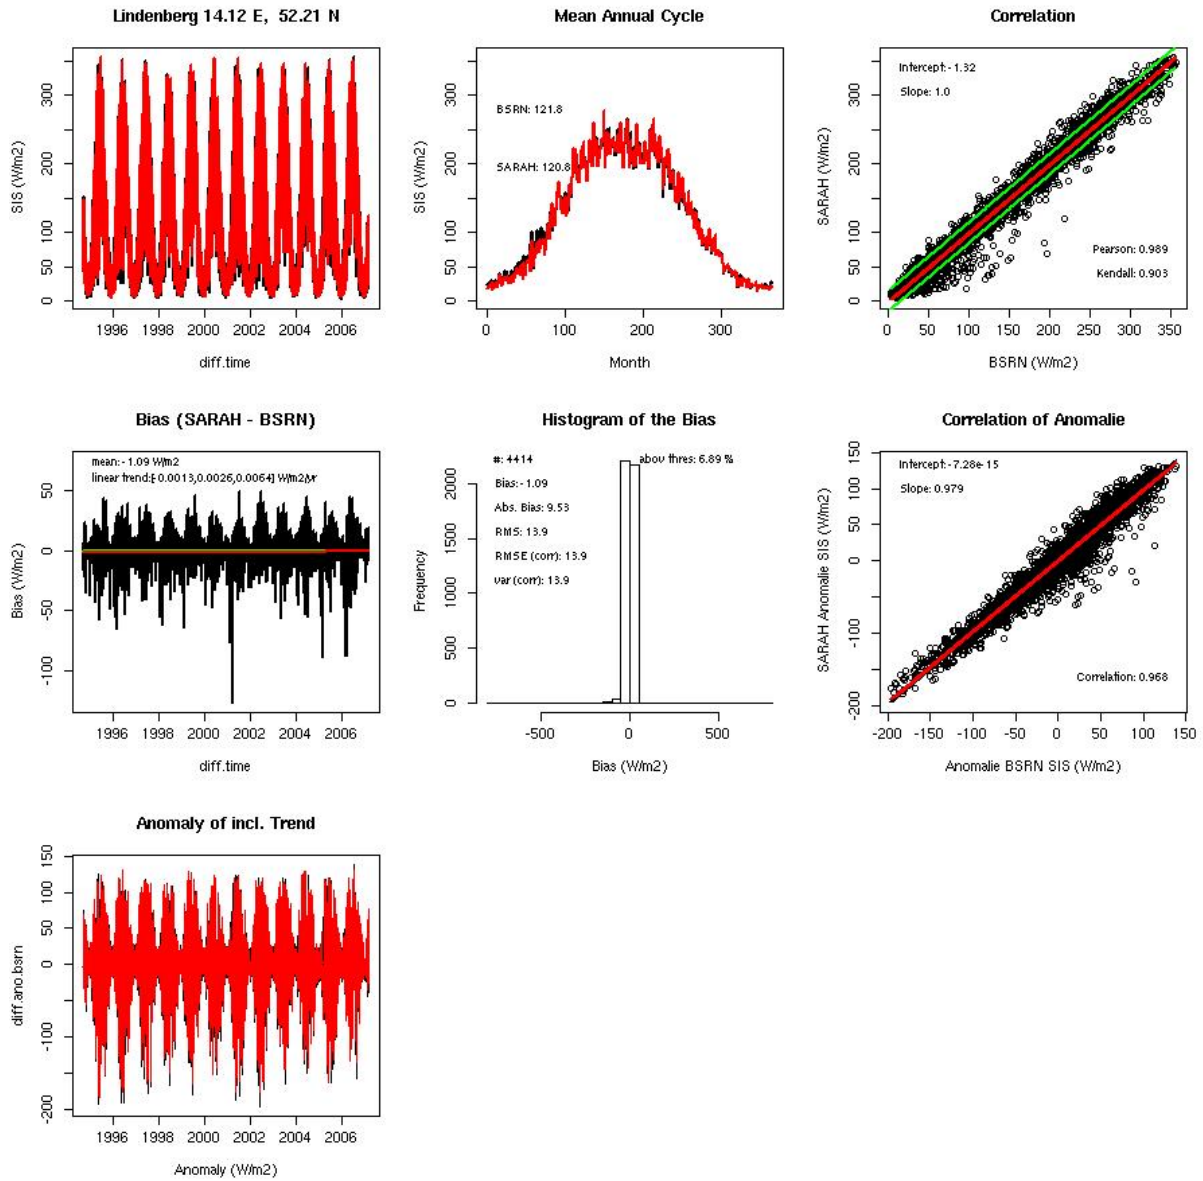 Lindenberg 14.12 E, 52.21 N
SIS (W/m2)
0 50 100 200 300
1996 1998 2000 2002 2004 2006
diff.time
Mean Annual Cycle
BSRN: 121.8
SARAH: 120.8
SIS (W/m2)
0 50 100 200 300
0 100 200 300
Month
Correlation
Intercept: -1.32
Slope: 1.0
Pearson: 0.989
Kendall: 0.903
SARAH (W/m2)
0 50 100 200 300
0 50 100 150 200 250 300 350
BSRN (W/m2)
Bias (SARAH - BSRN)
mean: -1.09 W/m2
linear trend:[-0.0013,0.0026,0.0064] W/m2/yr
Bias (W/m2)
-100 -50 0 50
1996 1998 2000 2002 2004 2006
diff.time
Histogram of the Bias
#: 4414
abov thres: 6.89 %
Bias: -1.09
Abs. Bias: 9.53
RMS: 13.9
RMSE (corr): 13.9
var (corr): 13.9
Frequency
0 500 1000 1500 2000
-500 0 500
Bias (W/m2)
Correlation of Anomalie
Intercept: -7.28e-15
Slope: 0.979
Correlation: 0.968
SARAH Anomalie SIS (W/m2)
-200 -100 0 50 100 150
-200 -150 -100 -50 0 50 100 150
Anomalie BSRN SIS (W/m2)
Anomaly of incl. Trend
diff.ano.bsrn
-200 -100 0 50 100 150
1996 1998 2000 2002 2004 2006
Anomaly (W/m2)